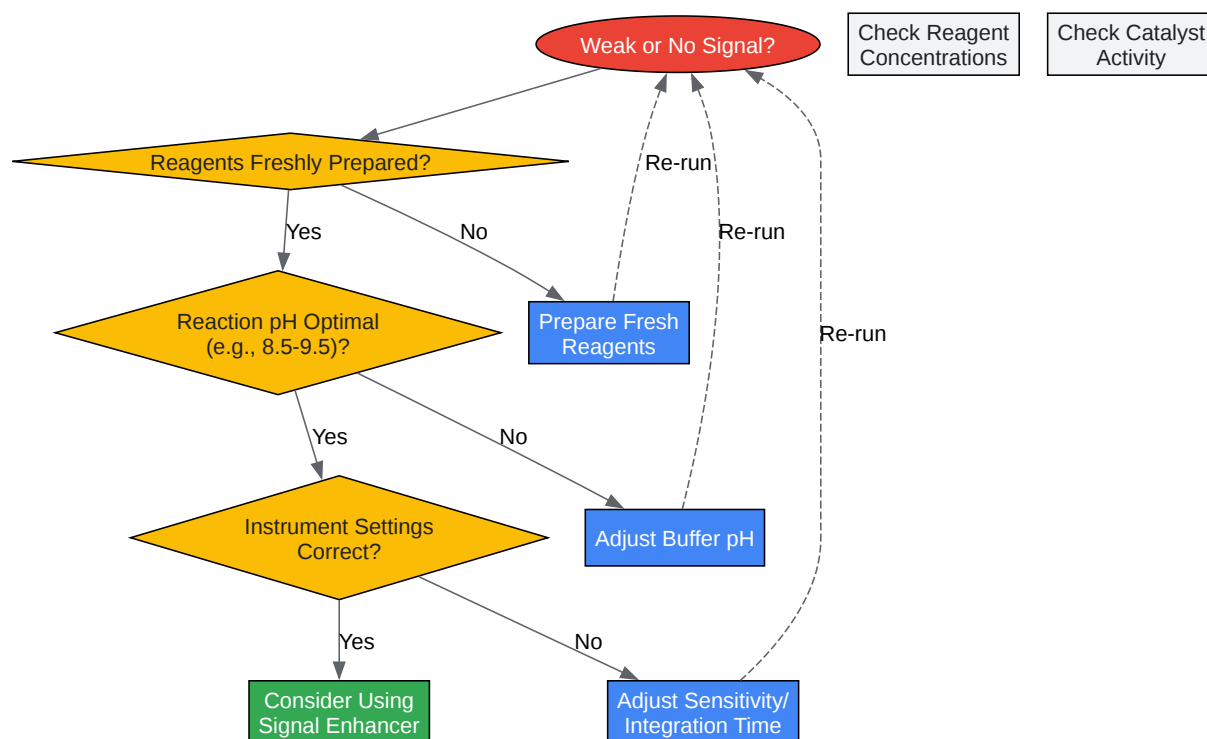 Weak or No Signal?
Check Reagent
Concentrations
Check Catalyst
Activity
Reagents Freshly Prepared?
Re-run
Yes
No
Re-run
Reaction pH Optimal
(e.g., 8.5-9.5)?
Prepare Fresh
Reagents
Re-run
Yes
No
Instrument Settings
Correct?
Adjust Buffer pH
Yes
No
Consider Using
Signal Enhancer
Adjust Sensitivity/
Integration Time